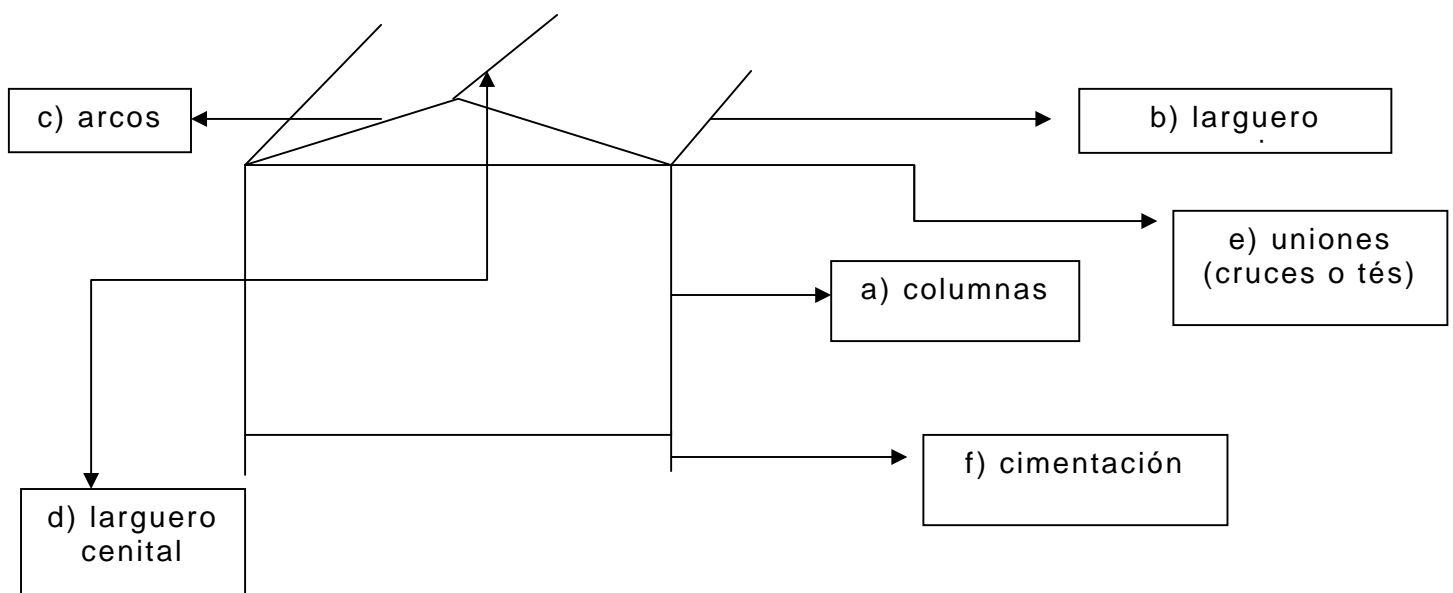 c) arcos
b) larguero
.
e) uniones
(cruces o tés)
a) columnas
f) cimentación
d) larguero
cenital